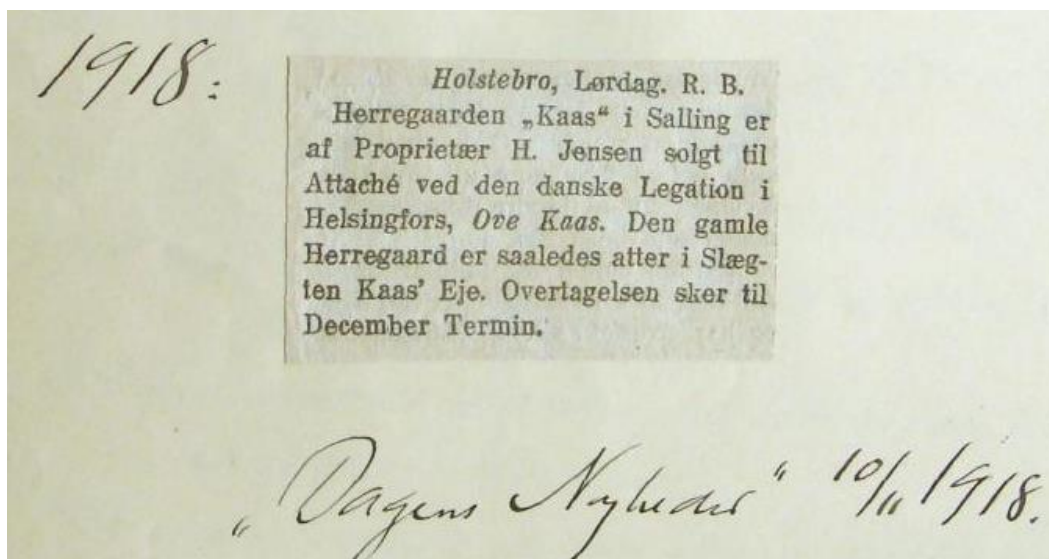 1918:
Holstebro, Lørdag. R. B.
Herregaarden „Kaas“ i Salling er
af Proprietær H. Jensen solgt til
Attaché ved den danske Legation i
Helsingfors, Ove Kaas. Den gamle
Herregaard er saaledes atter i Slæg-
ten Kaas' Eje. Overtagelsen sker til
December Termin.
„Dagens Nyheder“ 10/11 1918.